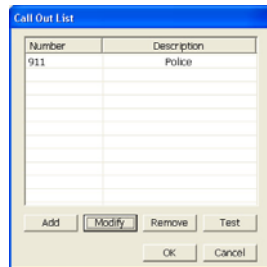 Call Out List
Number Description
911 Police
Add Modify Remove Test
OK Cancel